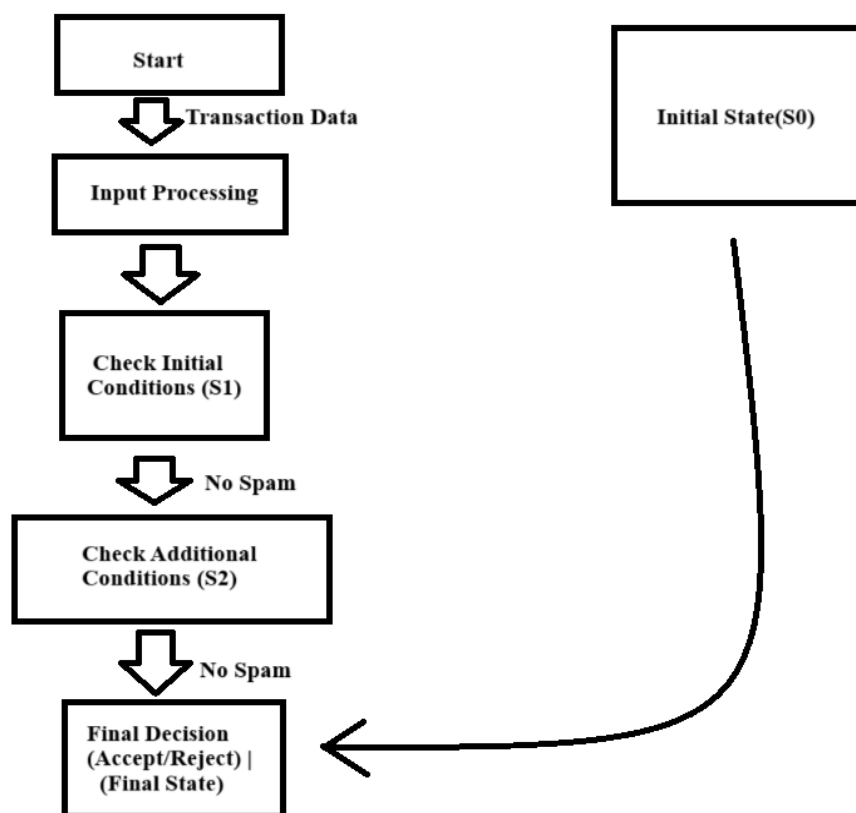 Start
Transaction Data
Input Processing
Check Initial
Conditions (S1)
No Spam
Check Additional
Conditions (S2)
No Spam
Final Decision
(Accept/Reject) |
(Final State)
Initial State(S0)